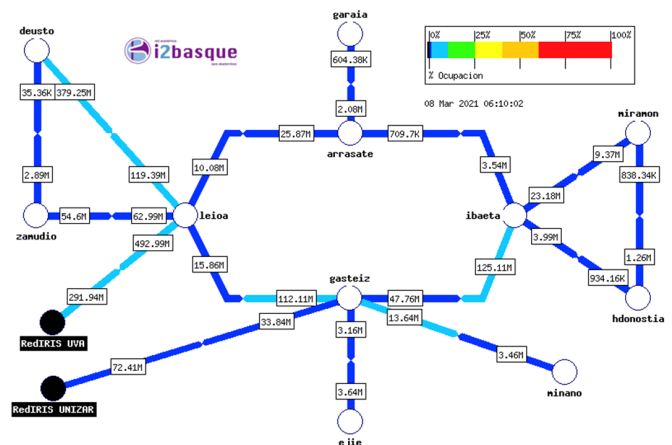 garaia
deusto
i2basque
0%
25%
50%
75%
100%
% Ocupacion
08 Mar 2021 06:10:02
604.38K
2.08M
arrasate
25.87M
709.7K
35.36K
379.25M
miramon
9.37M
838.34K
10.08M
3.54M
2.89M
119.39M
23.18M
zamudio
54.6M
62.99M
leioa
ibaeta
3.99M
492.99M
15.86M
125.11M
1.26M
934.16K
gasteiz
hdonostia
291.94M
112.11M
47.76M
33.84M
13.64M
RedIRIS UVA
3.16M
72.41M
3.46M
minano
3.64M
RedIRIS UNIZAR
ejie